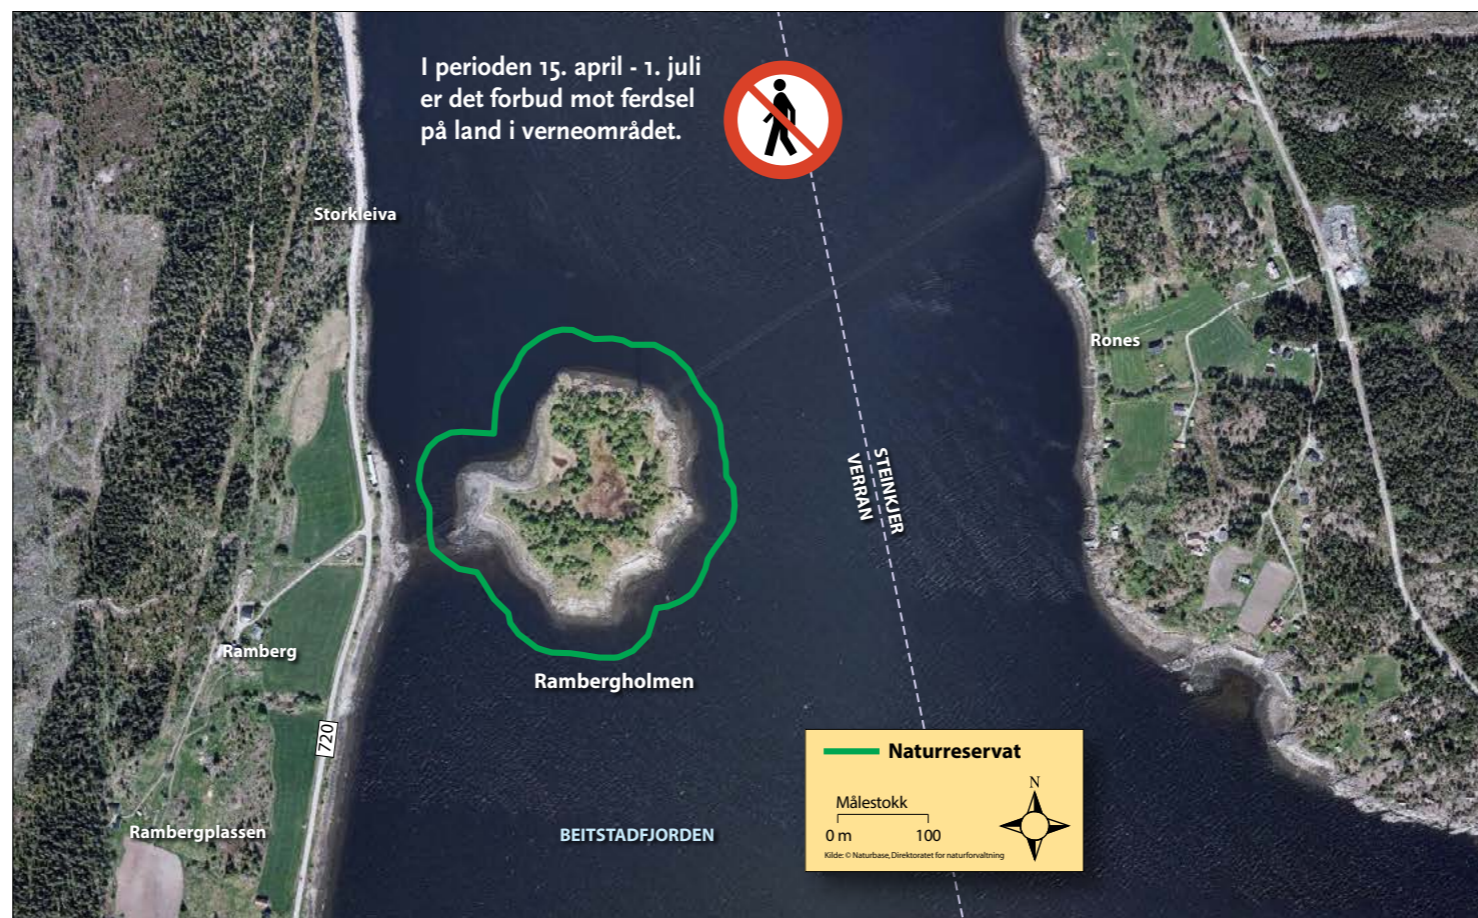 I perioden 15. april - 1. juli
er det forbud mot ferdsel
på land i verneområdet.
Storkleiva
Rones
STEINKJER
VERRAN
Ramberg
Rambergholmen
720
Naturreservat
N
Målestokk
0 m 100
Kilde: © Naturbase, Direktoratet for naturforvaltning
Rambergplassen
BEITSTADFJORDEN